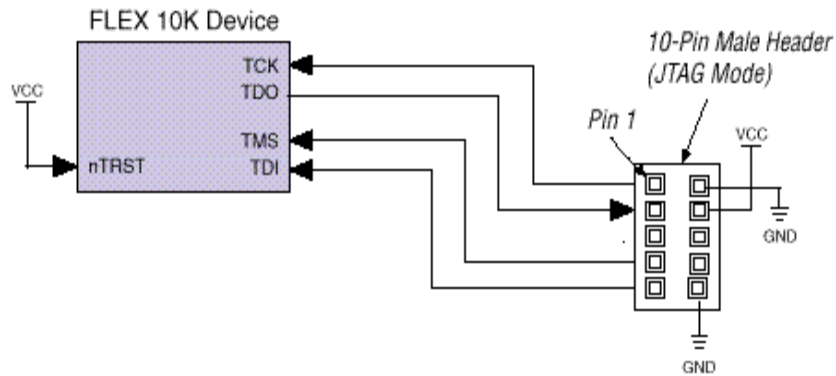 FLEX 10K Device
10-Pin Male Header
(JTAG Mode)
VCC
nTRST
TCK
TDO
TMS
TDI
Pin 1
VCC
GND
GND